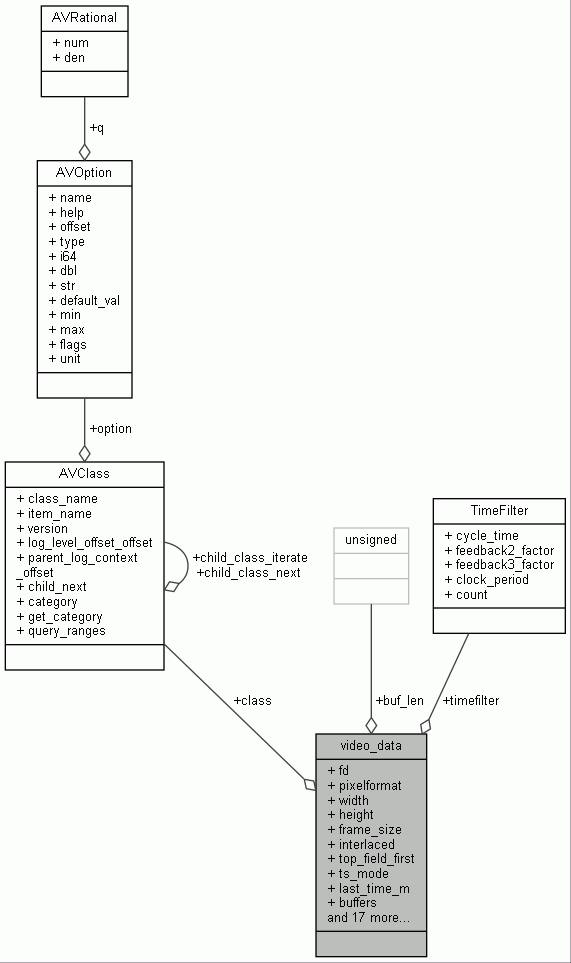 AVRational
+ num
+ den
+q
AVOption
+ name
+ help
+ offset
+ type
+ i64
+ dbl
+ str
+ default_val
+ min
+ max
+ flags
+ unit
+option
AVClass
+ class_name
+ item_name
+ version
+ log_level_offset_offset
+ parent_log_context
_offset
+ child_next
+ category
+ get_category
+ query_ranges
+child_class_iterate
+child_class_next
unsigned
TimeFilter
+ cycle_time
+ feedback2_factor
+ feedback3_factor
+ clock_period
+ count
+class
+buf_len
+timefilter
video_data
+ fd
+ pixelformat
+ width
+ height
+ frame_size
+ interlaced
+ top_field_first
+ ts_mode
+ last_time_m
+ buffers
and 17 more...